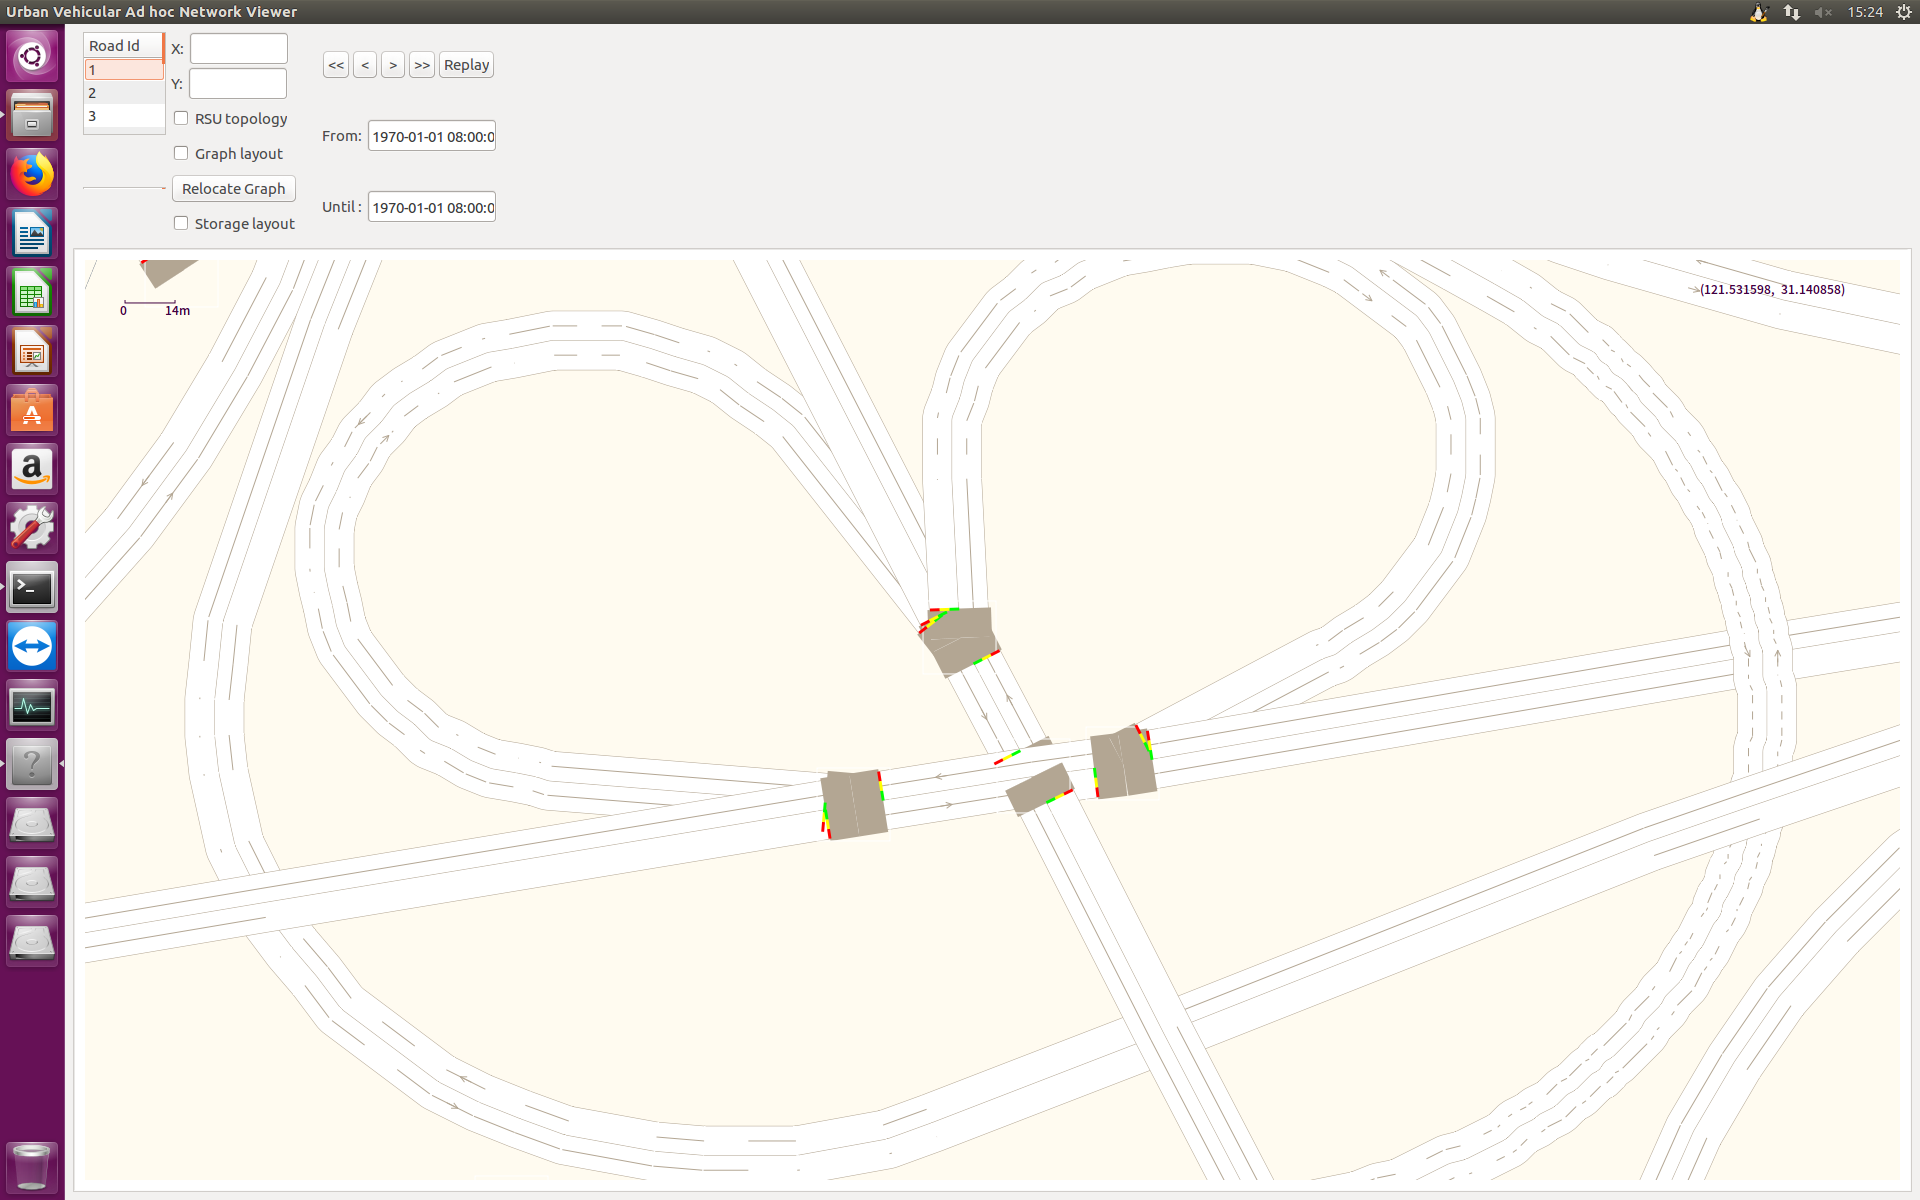 Urban Vehicular Ad hoc Network Viewer
15:24
Road Id
1
2
3
X:
Y:
RSU topology
Graph layout
Relocate Graph
Storage layout
<<
<
>
>>
Replay
From:
1970-01-01 08:00:0
Until :
1970-01-01 08:00:0
0
14m
(121.531598, 31.140858)